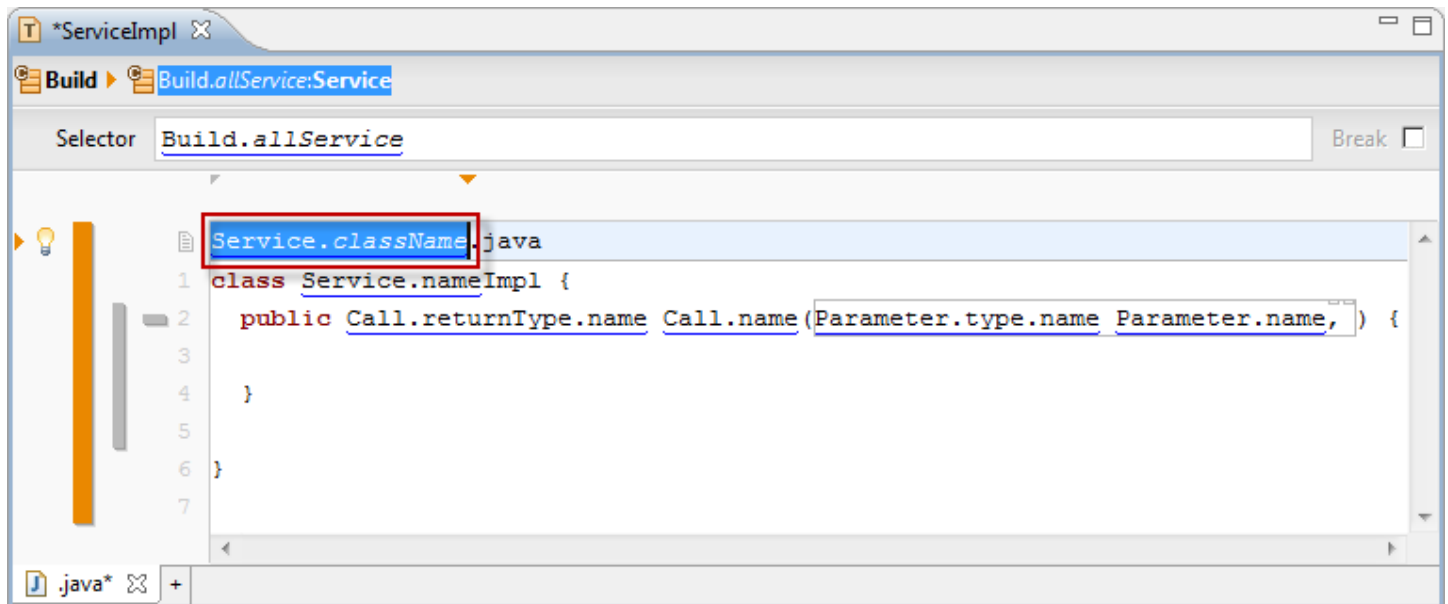 *ServiceImpl
Build Build.allService:Service
Selector Build.allService Break
Service.className.java
1 class Service.nameImpl {
2 public Call.returnType.name Call.name(Parameter.type.name Parameter.name, ) {
3
4 }
5
6 }
7
.java* +